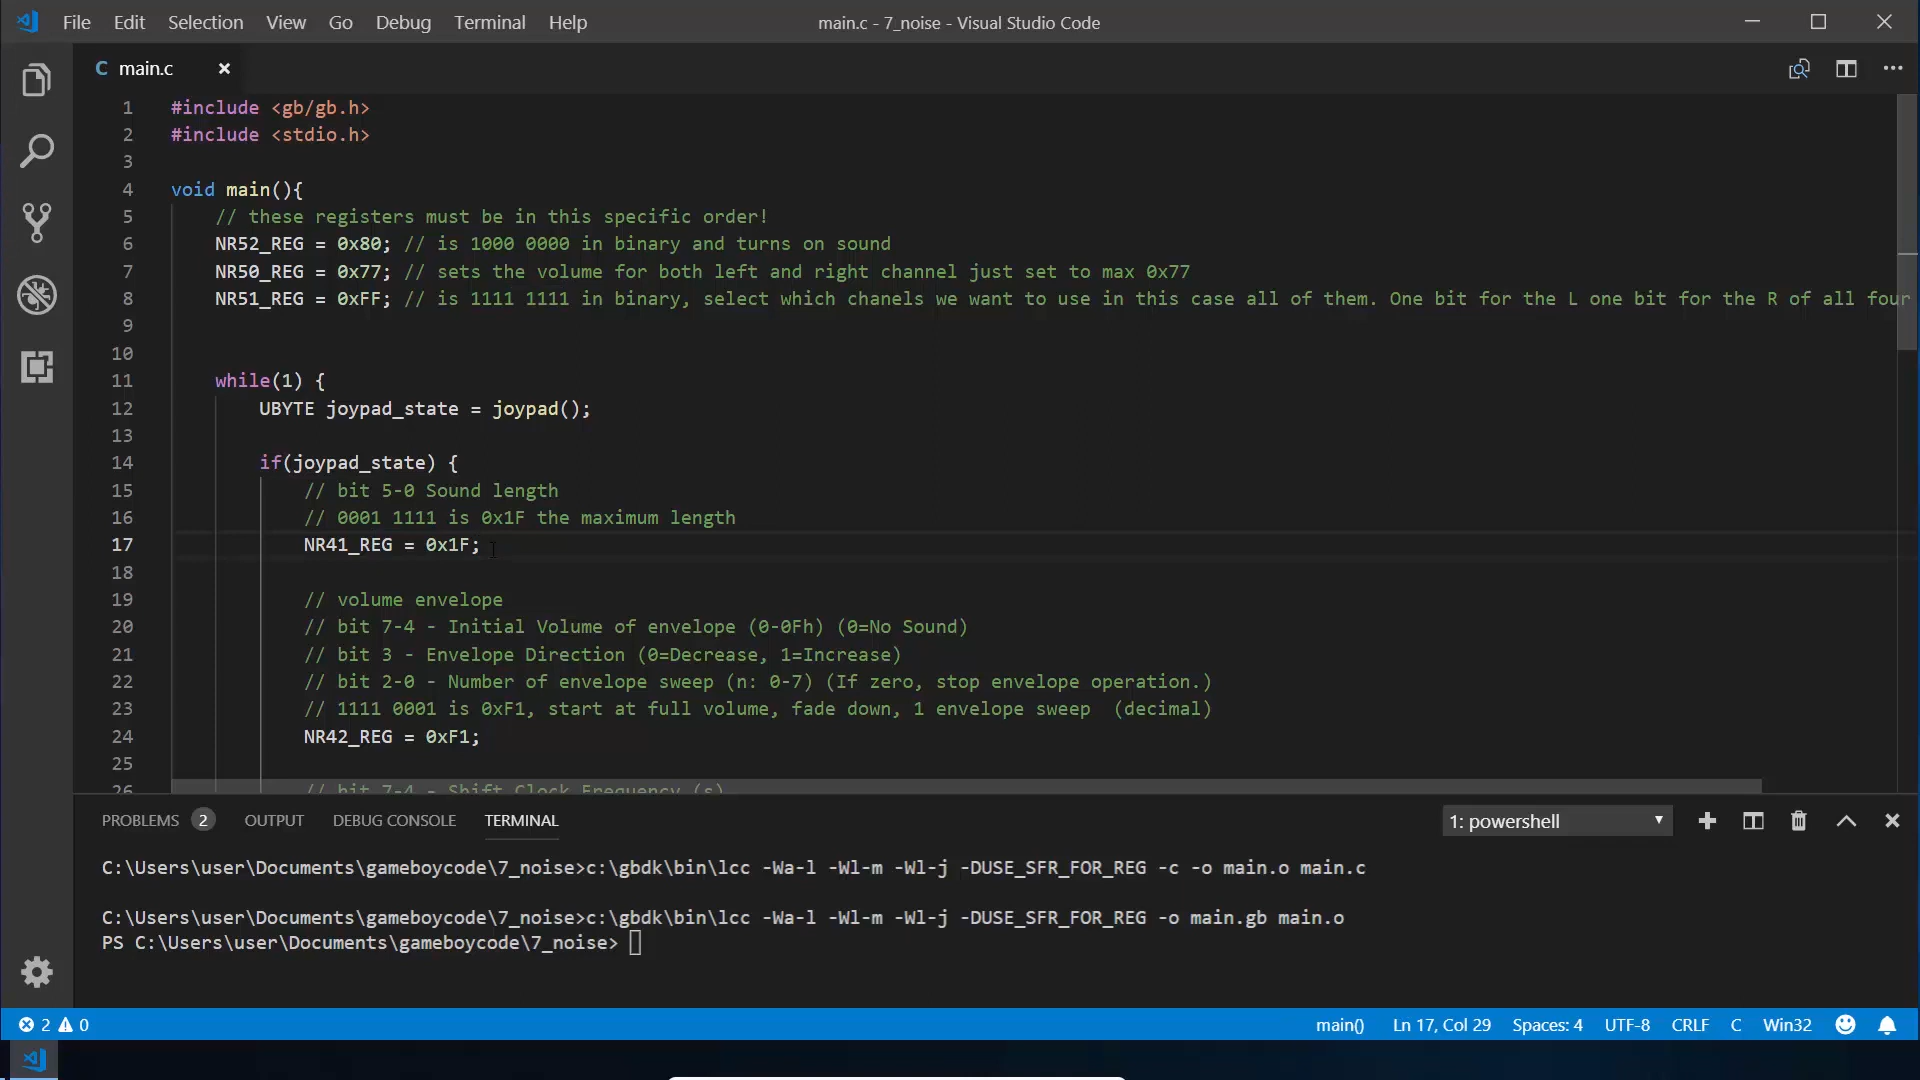 File Edit Selection View Go Debug Terminal Help
main.c - 7_noise - Visual Studio Code
C main.c
1 #include <gb/gb.h>
2 #include <stdio.h>
3
4 void main(){
5 // these registers must be in this specific order!
6 NR52_REG = 0x80; // is 1000 0000 in binary and turns on sound
7 NR50_REG = 0x77; // sets the volume for both left and right channel just set to max 0x77
8 NR51_REG = 0xFF; // is 1111 1111 in binary, select which chanels we want to use in this case all of them. One bit for the L one bit for the R of all four
9
10
11 while(1) {
12 UBYTE joypad_state = joypad();
13
14 if(joypad_state) {
15 // bit 5-0 Sound length
16 // 0001 1111 is 0x1F the maximum length
17 NR41_REG = 0x1F;
18
19 // volume envelope
20 // bit 7-4 - Initial Volume of envelope (0-0Fh) (0=No Sound)
21 // bit 3 - Envelope Direction (0=Decrease, 1=Increase)
22 // bit 2-0 - Number of envelope sweep (n: 0-7) (If zero, stop envelope operation.)
23 // 1111 0001 is 0xF1, start at full volume, fade down, 1 envelope sweep  (decimal)
24 NR42_REG = 0xF1;
25
26 // bit 7-4 - Shift Clock Frequency (s)
PROBLEMS 2 OUTPUT DEBUG CONSOLE TERMINAL 1: powershell
C:\Users\user\Documents\gameboycode\7_noise>c:\gbdk\bin\lcc -Wa-l -Wl-m -Wl-j -DUSE_SFR_FOR_REG -c -o main.o main.c
C:\Users\user\Documents\gameboycode\7_noise>c:\gbdk\bin\lcc -Wa-l -Wl-m -Wl-j -DUSE_SFR_FOR_REG -o main.gb main.o
PS C:\Users\user\Documents\gameboycode\7_noise>
2 0 main() Ln 17, Col 29 Spaces: 4 UTF-8 CRLF C Win32